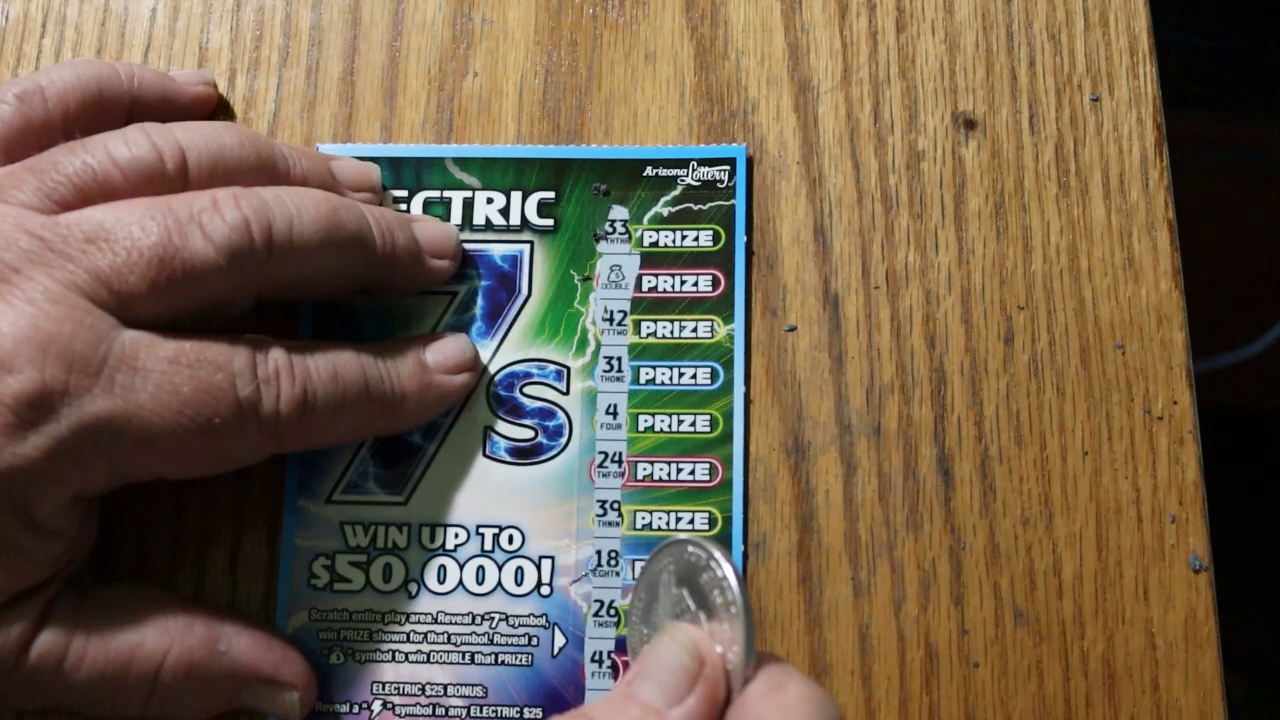 Arizona Lottery
ECTRIC
7s
33 PRIZE
THTHR
PRIZE
DOUBLE
42 PRIZE
FTTWO
31 PRIZE
THONE
4 PRIZE
FOUR
24 PRIZE
TWFOR
39 PRIZE
THNIN
18
EGHTN
26
TWSIX
45
WIN UP TO
$50,000!
Scratch entire play area. Reveal a "7" symbol,
win PRIZE shown for that symbol. Reveal a
" " symbol to win DOUBLE that PRIZE!
ELECTRIC $25 BONUS:
Reveal a " " symbol in any ELECTRIC $25